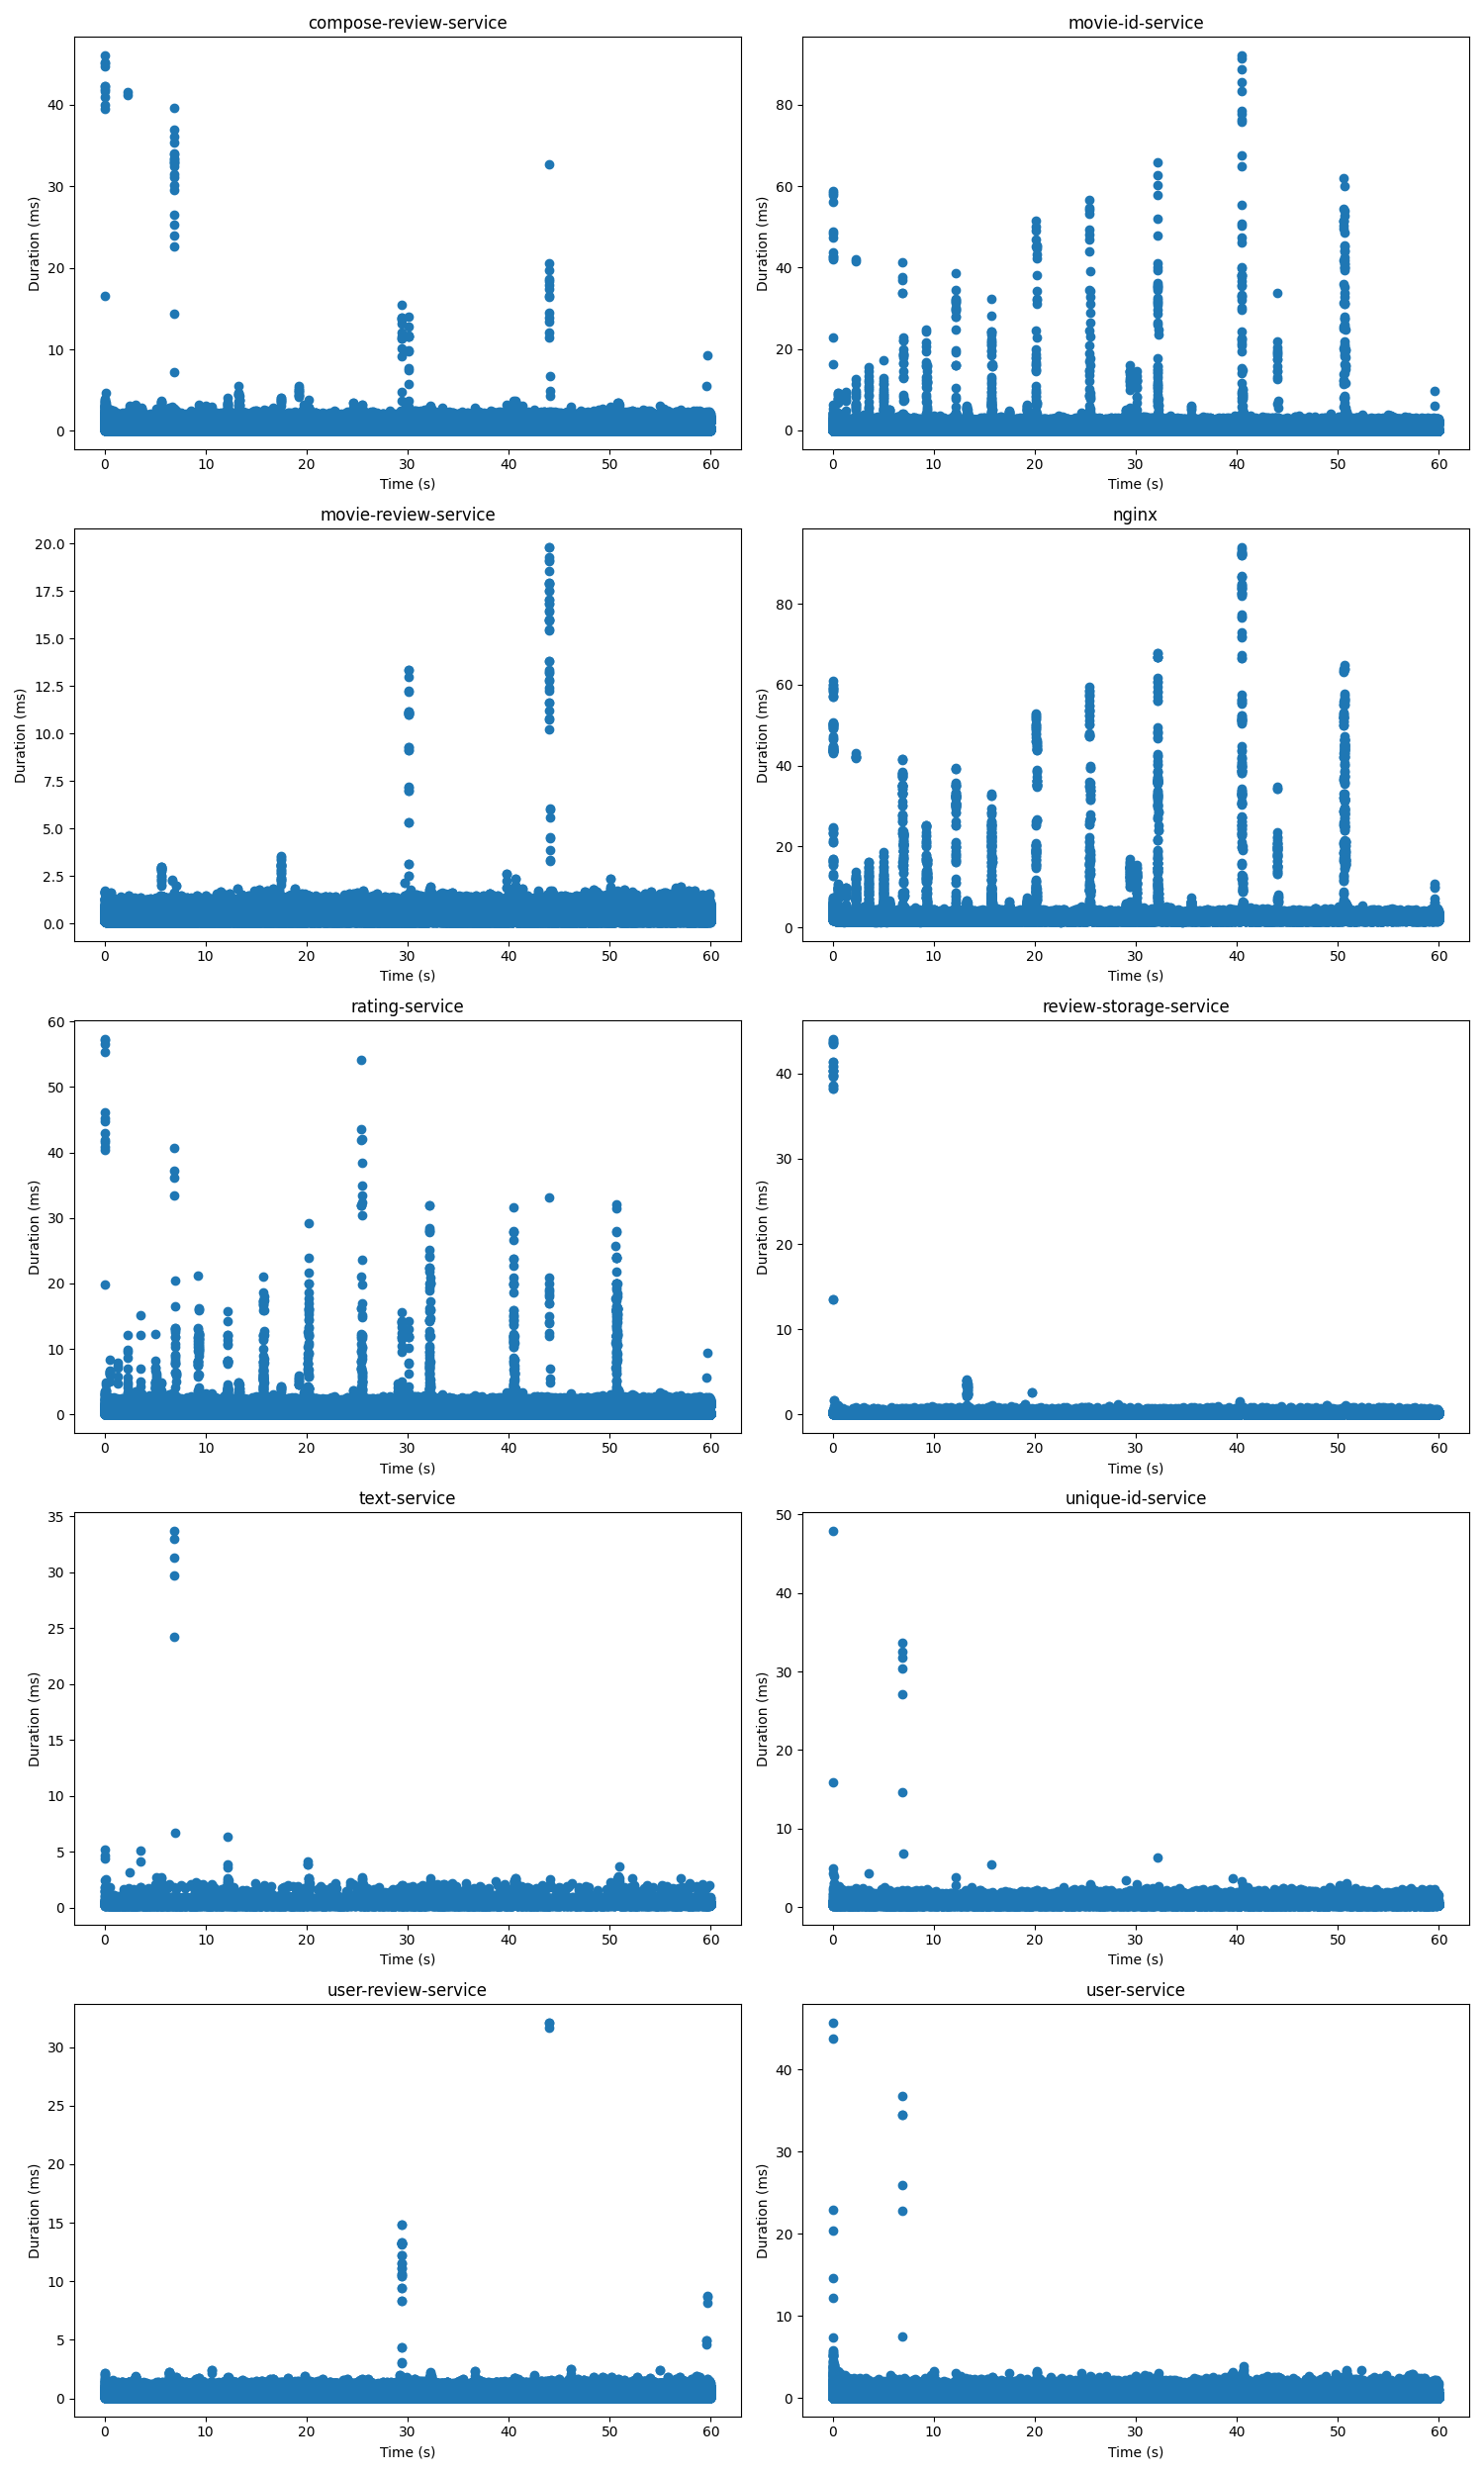 compose-review-service
Duration (ms)
40
30
20
10
0
0 10 20 30 40 50 60
Time (s)
movie-id-service
Duration (ms)
80
60
40
20
0
0 10 20 30 40 50 60
Time (s)
movie-review-service
Duration (ms)
20.0
17.5
15.0
12.5
10.0
7.5
5.0
2.5
0.0
0 10 20 30 40 50 60
Time (s)
nginx
Duration (ms)
80
60
40
20
0
0 10 20 30 40 50 60
Time (s)
rating-service
Duration (ms)
60
50
40
30
20
10
0
0 10 20 30 40 50 60
Time (s)
review-storage-service
Duration (ms)
40
30
20
10
0
0 10 20 30 40 50 60
Time (s)
text-service
Duration (ms)
35
30
25
20
15
10
5
0
0 10 20 30 40 50 60
Time (s)
unique-id-service
Duration (ms)
50
40
30
20
10
0
0 10 20 30 40 50 60
Time (s)
user-review-service
Duration (ms)
30
25
20
15
10
5
0
0 10 20 30 40 50 60
Time (s)
user-service
Duration (ms)
40
30
20
10
0
0 10 20 30 40 50 60
Time (s)